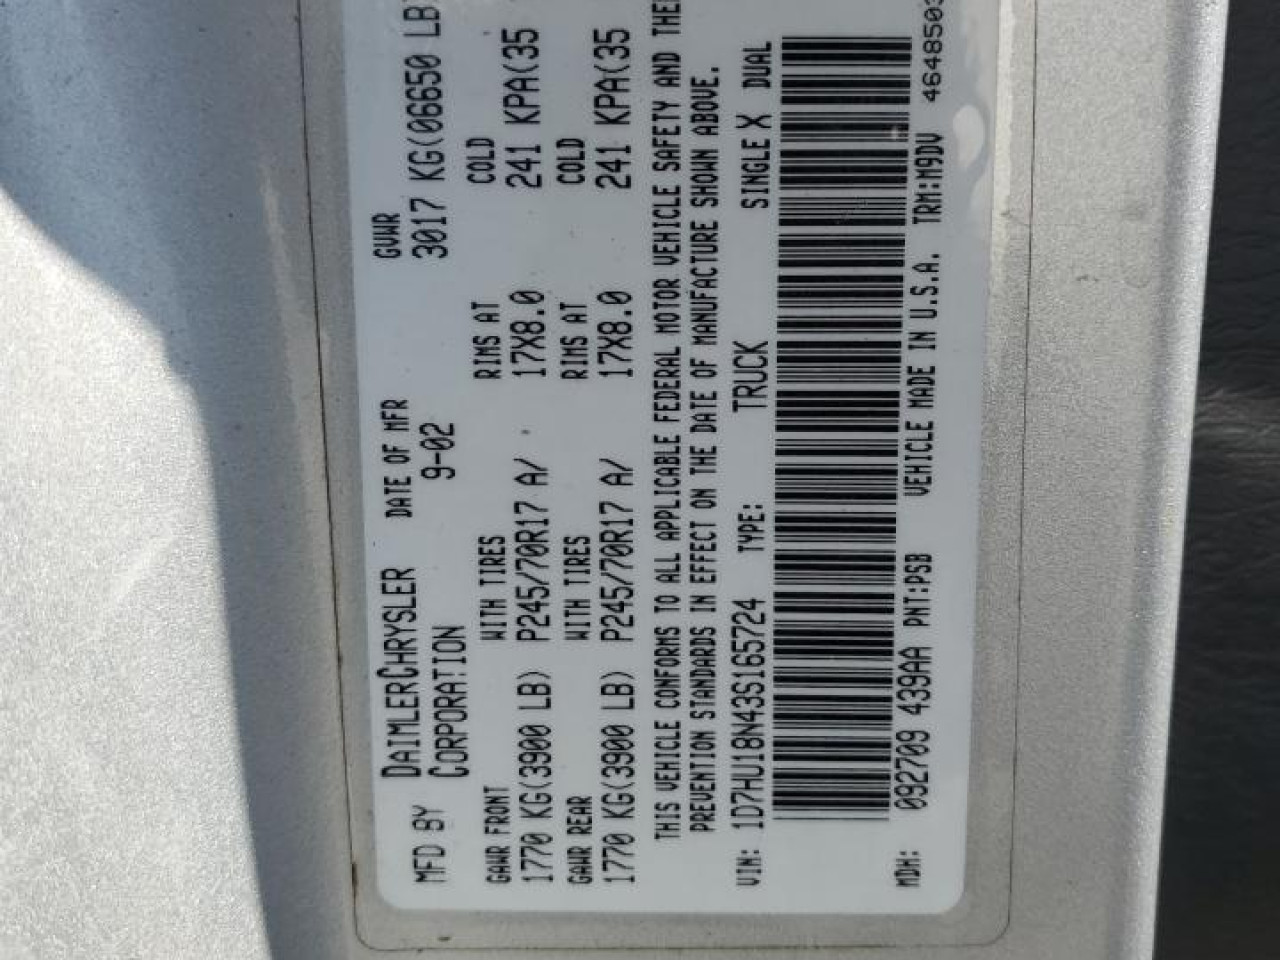 MFD BY DAIMLERCHRYSLER DATE OF MFR GVWR
CORPORATION 9-02 3017 KG(06650 LB)
GAWR FRONT WITH TIRES RIMS AT COLD
1770 KG(3900 LB) P245/70R17 A/ 17X8.0 241 KPA(35
GAWR REAR WITH TIRES RIMS AT COLD
1770 KG(3900 LB) P245/70R17 A/ 17X8.0 241 KPA(35
THIS VEHICLE CONFORMS TO ALL APPLICABLE FEDERAL MOTOR VEHICLE SAFETY AND THE
PREVENTION STANDARDS IN EFFECT ON THE DATE OF MANUFACTURE SHOWN ABOVE.
VIN: 1D7HU18N43S165724 TYPE: TRUCK SINGLE X DUAL
MDH: 092709 439AA PNT:PSB VEHICLE MADE IN U.S.A. TRM:M9DV 4648503